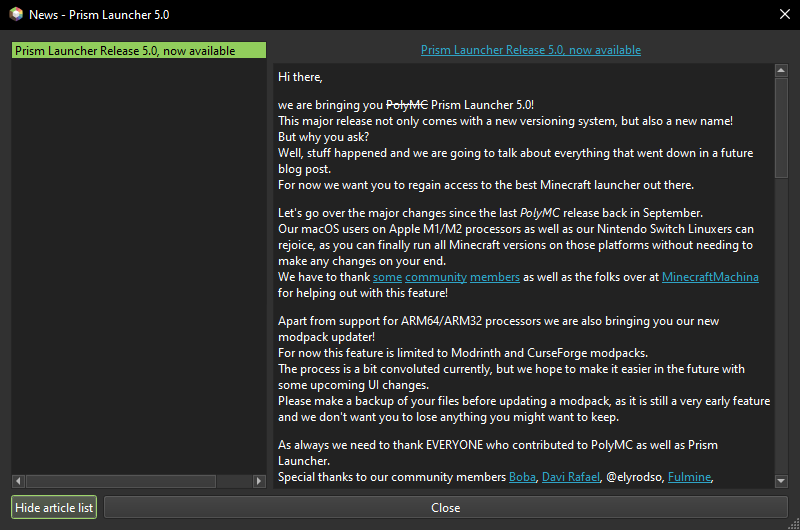 News - Prism Launcher 5.0
Prism Launcher Release 5.0, now available
Prism Launcher Release 5.0, now available
Hi there,
we are bringing you PolyMC Prism Launcher 5.0!
This major release not only comes with a new versioning system, but also a new name!
But why you ask?
Well, stuff happened and we are going to talk about everything that went down in a future
blog post.
For now we want you to regain access to the best Minecraft launcher out there.
Let's go over the major changes since the last PolyMC release back in September.
Our macOS users on Apple M1/M2 processors as well as our Nintendo Switch Linuxers can
rejoice, as you can finally run all Minecraft versions on those platforms without needing to
make any changes on your end.
We have to thank some community members as well as the folks over at MinecraftMachina
for helping out with this feature!
Apart from support for ARM64/ARM32 processors we are also bringing you our new
modpack updater!
For now this feature is limited to Modrinth and CurseForge modpacks.
The process is a bit convoluted currently, but we hope to make it easier in the future with
some upcoming UI changes.
Please make a backup of your files before updating a modpack, as it is still a very early feature
and we don't want you to lose anything you might want to keep.
As always we need to thank EVERYONE who contributed to PolyMC as well as Prism
Launcher.
Special thanks to our community members Boba, Davi Rafael, @elyrodso, Fulmine,
Hide article list
Close